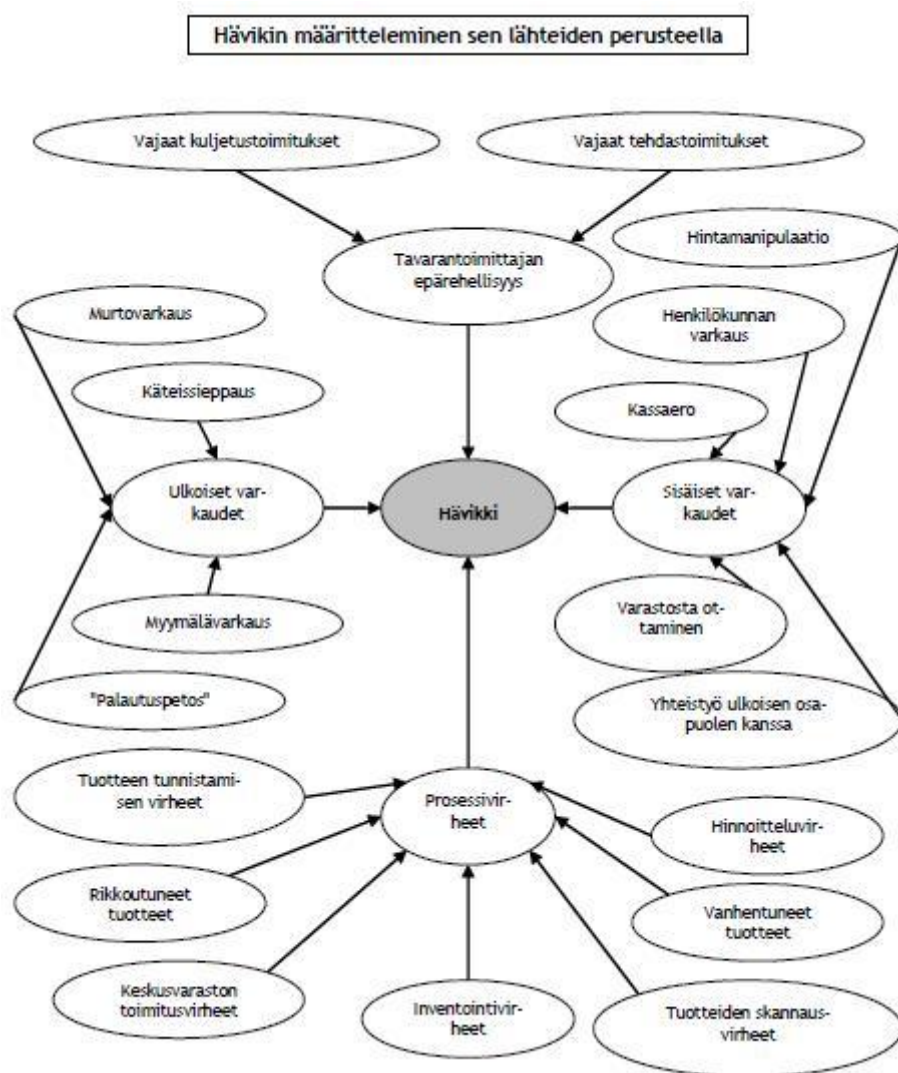 Hävikin määritteleminen sen lähteiden perusteella
Vajaat kuljetustoimitukset
Vajaat tehdastoimitukset
Hintamanipulaatio
Tavarantoimittajan
epärehellisyys
Murtovarkaus
Henkilökunnan
varkaus
Käteissieppaus
Kassaero
Ulkoiset var-
kaudet
Hävikki
Sisäiset var-
kaudet
Myymälävarkaus
Varastosta ot-
taminen
"Palautuspetos"
Yhteistyö ulkoisen osa-
puolen kanssa
Tuotteen tunnistami-
sen virheet
Prosessivir-
heet
Hinnoitteluvir-
heet
Rikkoutuneet
tuotteet
Vanhentuneet
tuotteet
Keskusvaraston
toimitusvirheet
Inventointivir-
heet
Tuotteiden skannaus-
virheet